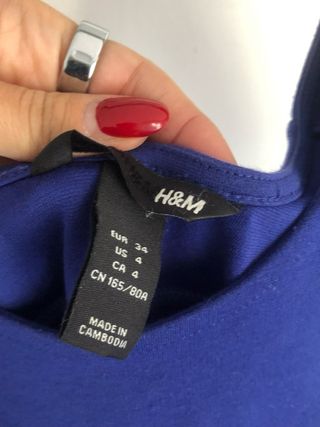 H&M
EUR 34
US 4
CA 4
CN 165/80A
MADE IN
CAMBODIA